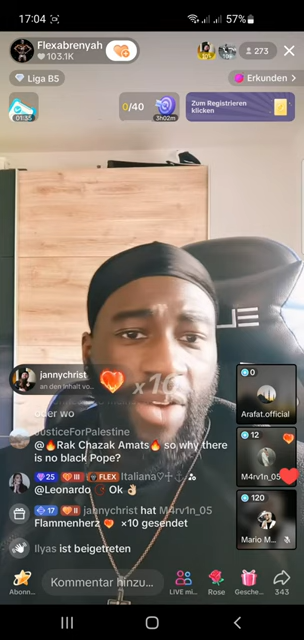 17:04
57%
Flexabrenyah
103.1K
273
Liga B5
Erkunden >
01:35
0/40
3h02m
Zum Registrieren
klicken
jannychrist
an den Inhalt vo...
x10
oder wo
JusticeForPalestine
@🔥Rak Chazak Amats🔥 so why there
is no black Pope?
25 III FLEX Italiana
@Leonardo Ok👌🏼
17 II jannychrist hat M4rv1n_05
Flammenherz ×10 gesendet
Ilyas ist beigetreten
0
Arafat.official
12
M4rv1n_05
120
Mario M...
Abonn...
Kommentar hinzu...
LIVE mi...
Rose
Gesche...
343